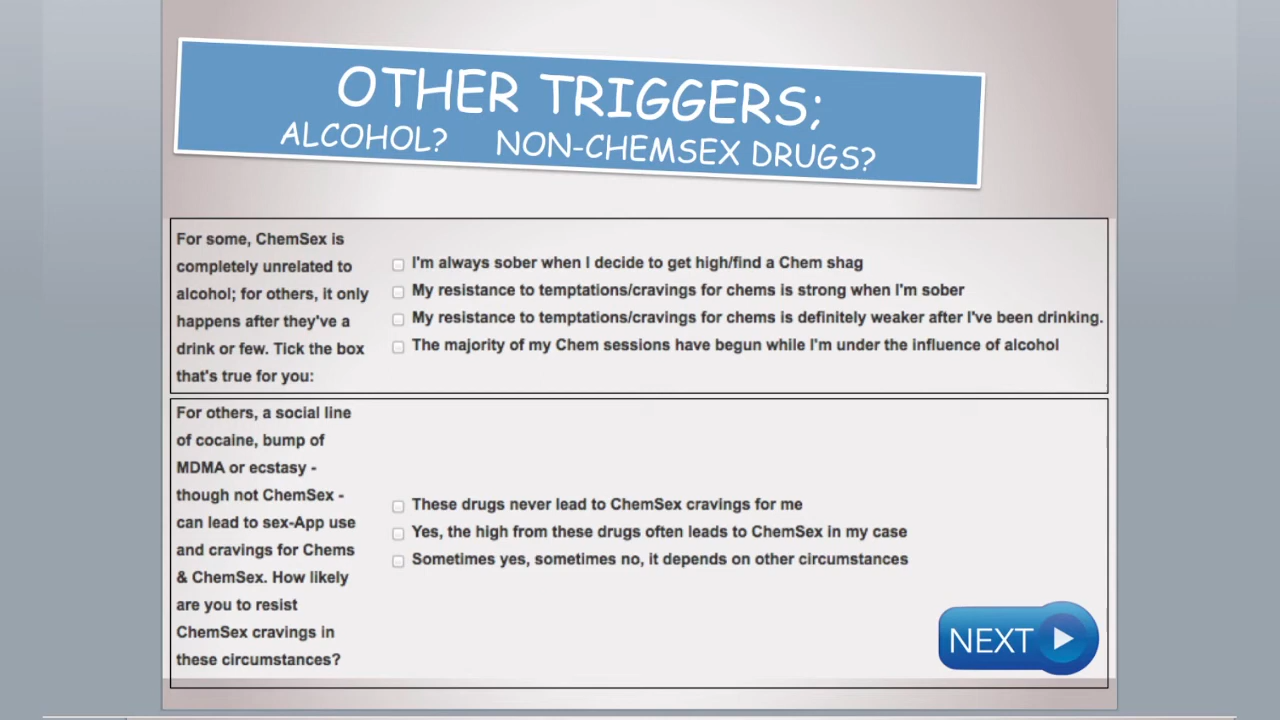 OTHER TRIGGERS;
ALCOHOL? NON-CHEMSEX DRUGS?
For some, ChemSex is
completely unrelated to
alcohol; for others, it only
happens after they've a
drink or few. Tick the box
that's true for you:
I'm always sober when I decide to get high/find a Chem shag
My resistance to temptations/cravings for chems is strong when I'm sober
My resistance to temptations/cravings for chems is definitely weaker after I've been drinking.
The majority of my Chem sessions have begun while I'm under the influence of alcohol
For others, a social line
of cocaine, bump of
MDMA or ecstasy -
though not ChemSex -
can lead to sex-App use
and cravings for Chems
& ChemSex. How likely
are you to resist
ChemSex cravings in
these circumstances?
These drugs never lead to ChemSex cravings for me
Yes, the high from these drugs often leads to ChemSex in my case
Sometimes yes, sometimes no, it depends on other circumstances
NEXT